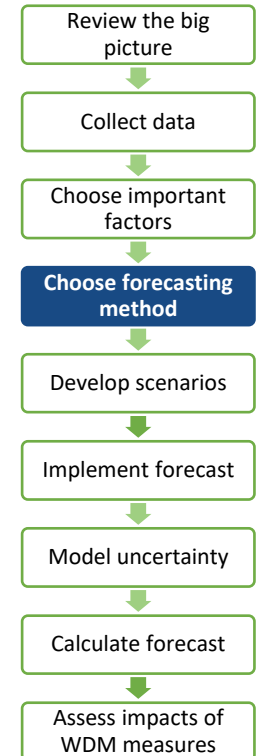 Review the big
picture
Collect data
Choose important
factors
Choose forecasting
method
Develop scenarios
Implement forecast
Model uncertainty
Calculate forecast
Assess impacts of
WDM measures